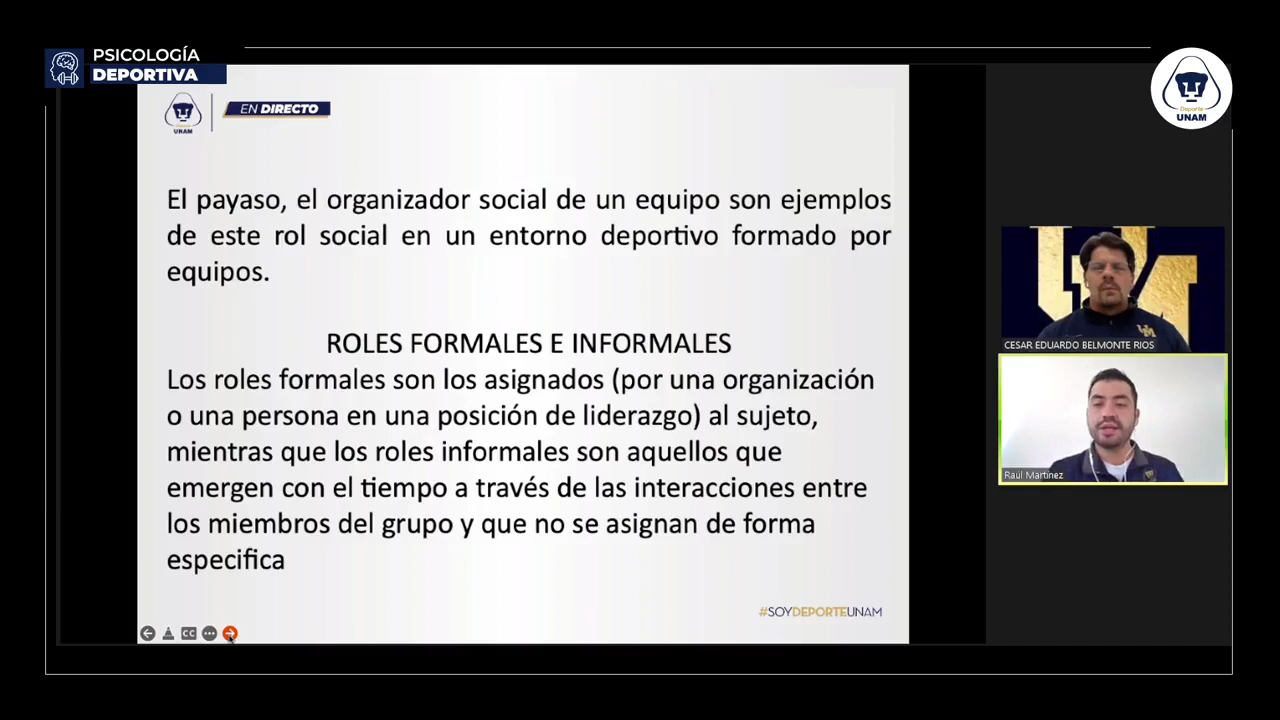 PSICOLOGÍA
DEPORTIVA
Deporte
UNAM
Deporte
UNAM
EN DIRECTO
El payaso, el organizador social de un equipo son ejemplos
de este rol social en un entorno deportivo formado por
equipos.
ROLES FORMALES E INFORMALES
Los roles formales son los asignados (por una organización
o una persona en una posición de liderazgo) al sujeto,
mientras que los roles informales son aquellos que
emergen con el tiempo a través de las interacciones entre
los miembros del grupo y que no se asignan de forma
especifica
#SOYDEPORTEUNAM
CC
CESAR EDUARDO BELMONTE RIOS
Raúl Martínez